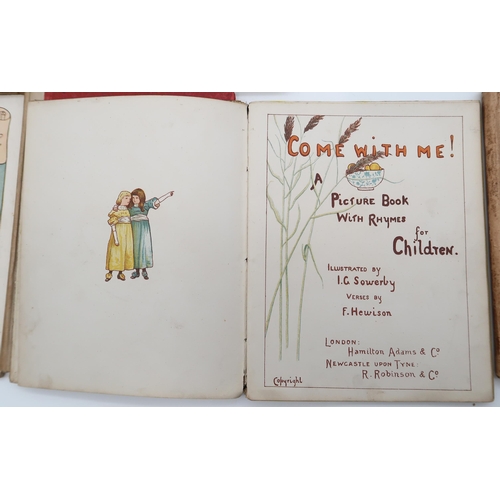 COME WITH ME!
A
PICTURE BOOK
WITH RHYMES
for
CHILDREN.
ILLUSTRATED BY
I.G. Sowerby
VERSES BY
F. Hewison
LONDON:
HAMILTON ADAMS & Co
NEWCASTLE UPON TYNE:
R. ROBINSON & Co
Copyright